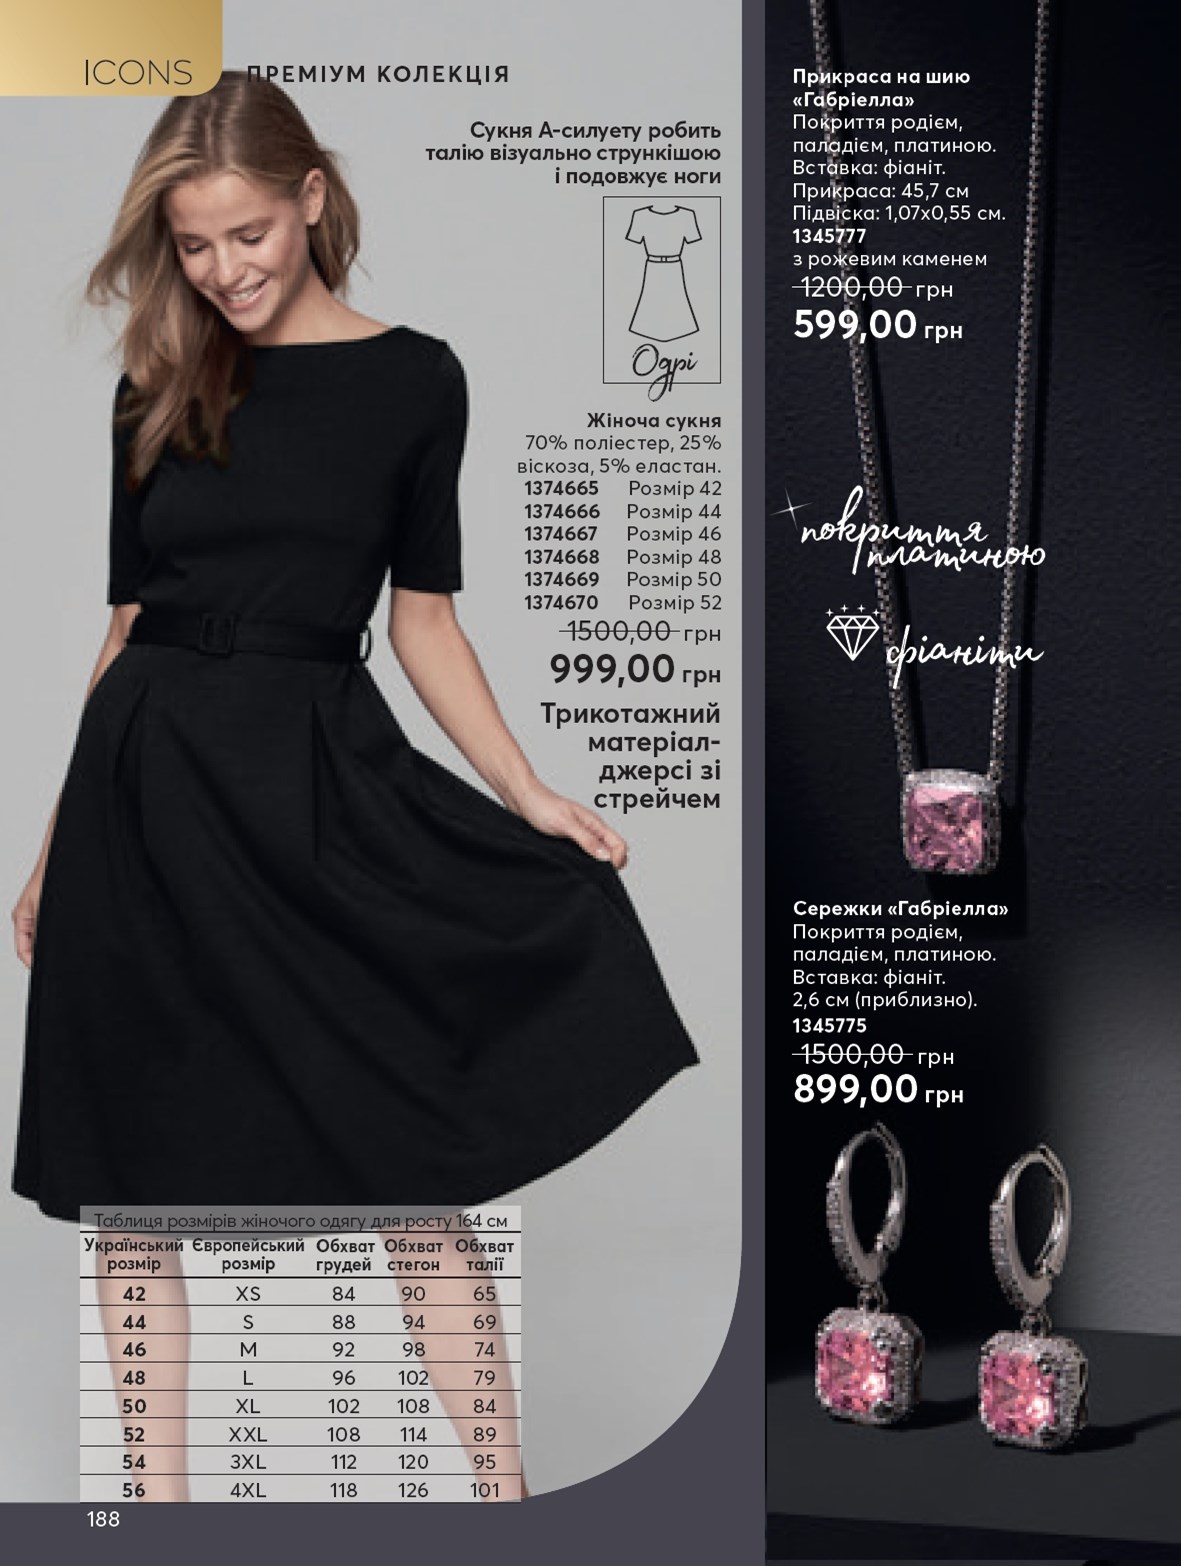 ICONS
ПРЕМІУМ КОЛЕКЦІЯ
Сукня А-силуету робить
талію візуально стрункішою
і подовжує ноги
Одрі
Жіноча сукня
70% поліестер, 25%
віскоза, 5% еластан.
1374665 Розмір 42
1374666 Розмір 44
1374667 Розмір 46
1374668 Розмір 48
1374669 Розмір 50
1374670 Розмір 52
1500,00 грн
999,00 грн
Трикотажний
матеріал-
джерсі зі
стрейчем
Таблиця розмірів жіночого одягу для росту 164 см
Український розмір Європейський розмір Обхват грудей Обхват стегон Обхват талії
42 XS 84 90 65
44 S 88 94 69
46 M 92 98 74
48 L 96 102 79
50 XL 102 108 84
52 XXL 108 114 89
54 3XL 112 120 95
56 4XL 118 126 101
188
Прикраса на шию
«Габріелла»
Покриття родієм,
паладієм, платиною.
Вставка: фіаніт.
Прикраса: 45,7 см
Підвіска: 1,07х0,55 см.
1345777
з рожевим каменем
1200,00 грн
599,00 грн
покриття
платиною
фіаніти
Сережки «Габріелла»
Покриття родієм,
паладієм, платиною.
Вставка: фіаніт.
2,6 см (приблизно).
1345775
1500,00 грн
899,00 грн